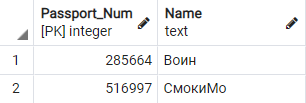 Passport_Num Name
[PK] integer text
1 285664 Воин
2 516997 СмокиМо